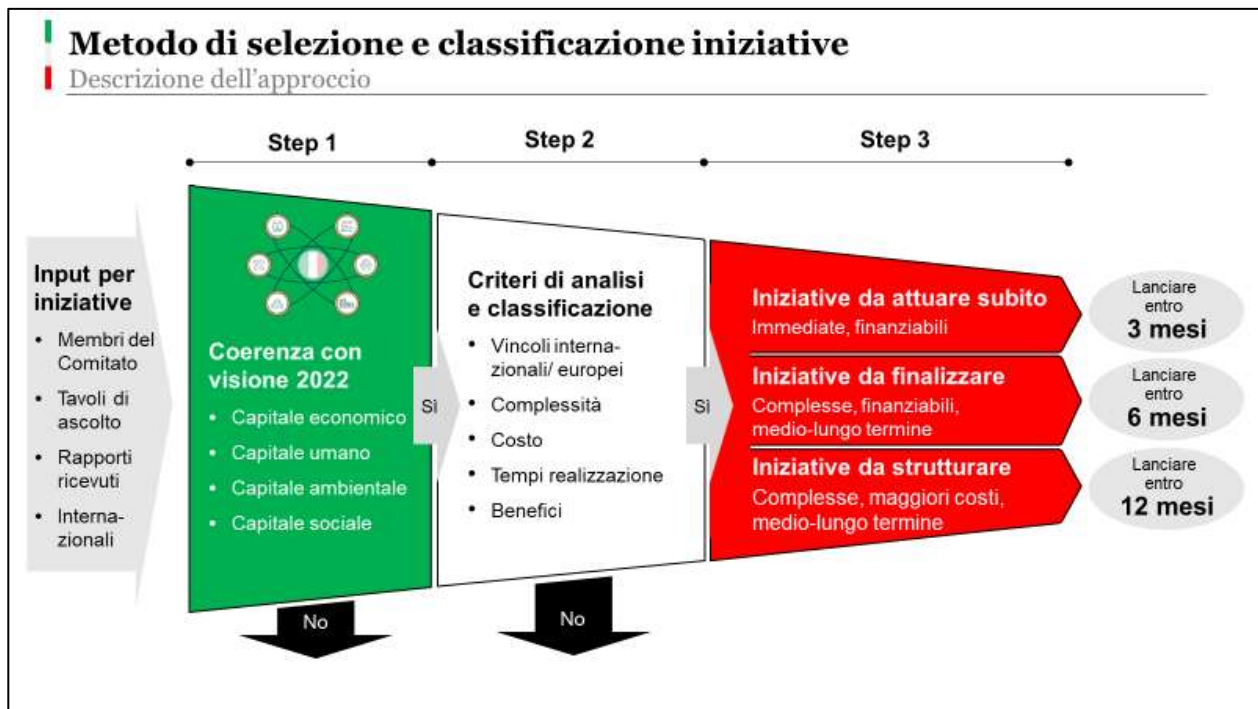 Metodo di selezione e classificazione iniziative
Descrizione dell'approccio
Step 1
Step 2
Step 3
Input per
iniziative
• Membri del
Comitato
• Tavoli di
ascolto
• Rapporti
ricevuti
• Interna-
zionali
Coerenza con
visione 2022
• Capitale economico
• Capitale umano
• Capitale ambientale
• Capitale sociale
Sì
No
Criteri di analisi
e classificazione
• Vincoli interna-
zionali/ europei
• Complessità
• Costo
• Tempi realizzazione
• Benefici
Sì
No
Iniziative da attuare subito
Immediate, finanziabili
Lanciare
entro
3 mesi
Iniziative da finalizzare
Complesse, finanziabili,
medio-lungo termine
Lanciare
entro
6 mesi
Iniziative da strutturare
Complesse, maggiori costi,
medio-lungo termine
Lanciare
entro
12 mesi